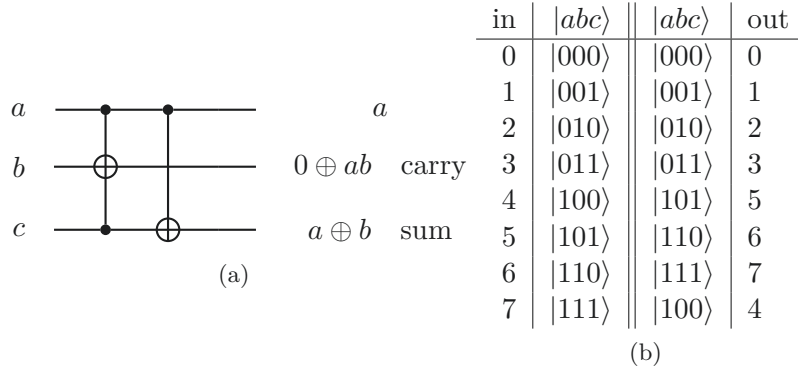 a a
b 0 ⊕ ab carry
c a ⊕ b sum
(a)
in |abc⟩ |abc⟩ out
0 |000⟩ |000⟩ 0
1 |001⟩ |001⟩ 1
2 |010⟩ |010⟩ 2
3 |011⟩ |011⟩ 3
4 |100⟩ |101⟩ 5
5 |101⟩ |110⟩ 6
6 |110⟩ |111⟩ 7
7 |111⟩ |100⟩ 4
(b)